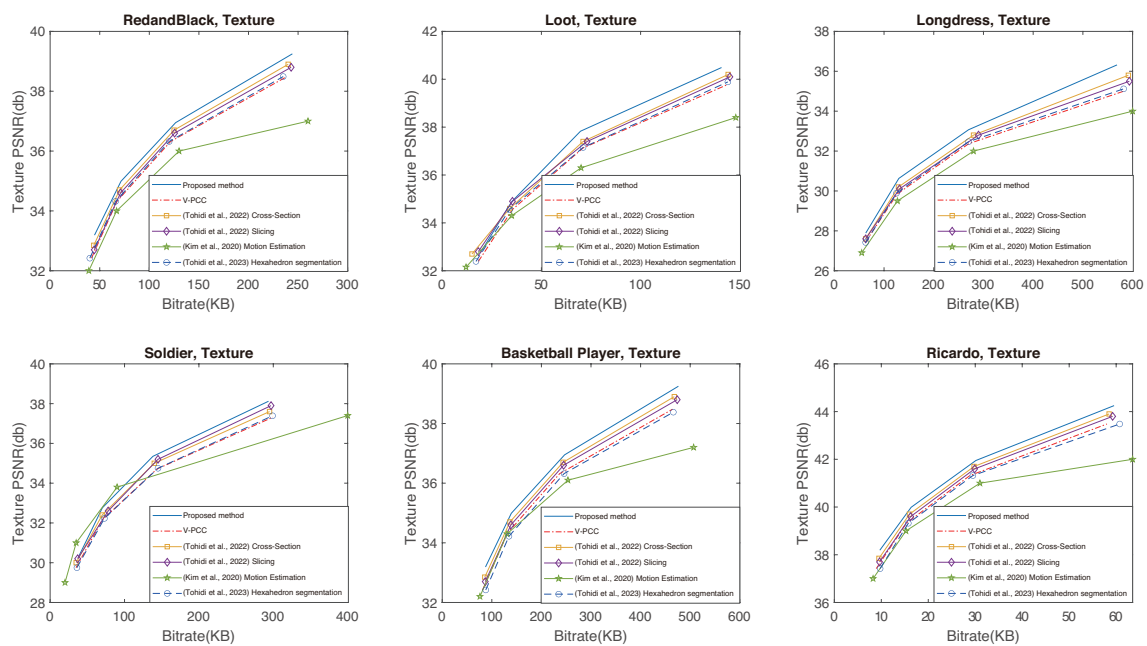 RedandBlack, Texture
Texture PSNR(db)
40
38
36
34
32
0 50 100 150 200 250 300
Bitrate(KB)
Proposed method
V-PCC
(Tohidi et al., 2022) Cross-Section
(Tohidi et al., 2022) Slicing
(Kim et al., 2020) Motion Estimation
(Tohidi et al., 2023) Hexahedron segmentation
Loot, Texture
Texture PSNR(db)
42
40
38
36
34
32
0 50 100 150
Bitrate(KB)
Proposed method
V-PCC
(Tohidi et al., 2022) Cross-Section
(Tohidi et al., 2022) Slicing
(Kim et al., 2020) Motion Estimation
(Tohidi et al., 2023) Hexahedron segmentation
Longdress, Texture
Texture PSNR(db)
38
36
34
32
30
28
26
0 100 200 300 400 500 600
Bitrate(KB)
Proposed method
V-PCC
(Tohidi et al., 2022) Cross-Section
(Tohidi et al., 2022) Slicing
(Kim et al., 2020) Motion Estimation
(Tohidi et al., 2023) Hexahedron segmentation
Soldier, Texture
Texture PSNR(db)
40
38
36
34
32
30
28
0 100 200 300 400
Bitrate(KB)
Proposed method
V-PCC
(Tohidi et al., 2022) Cross-Section
(Tohidi et al., 2022) Slicing
(Kim et al., 2020) Motion Estimation
(Tohidi et al., 2023) Hexahedron segmentation
Basketball Player, Texture
Texture PSNR(db)
40
38
36
34
32
0 100 200 300 400 500 600
Bitrate(KB)
Proposed method
V-PCC
(Tohidi et al., 2022) Cross-Section
(Tohidi et al., 2022) Slicing
(Kim et al., 2020) Motion Estimation
(Tohidi et al., 2023) Hexahedron segmentation
Ricardo, Texture
Texture PSNR(db)
46
44
42
40
38
36
0 10 20 30 40 50 60
Bitrate(KB)
Proposed method
V-PCC
(Tohidi et al., 2022) Cross-Section
(Tohidi et al., 2022) Slicing
(Kim et al., 2020) Motion Estimation
(Tohidi et al., 2023) Hexahedron segmentation